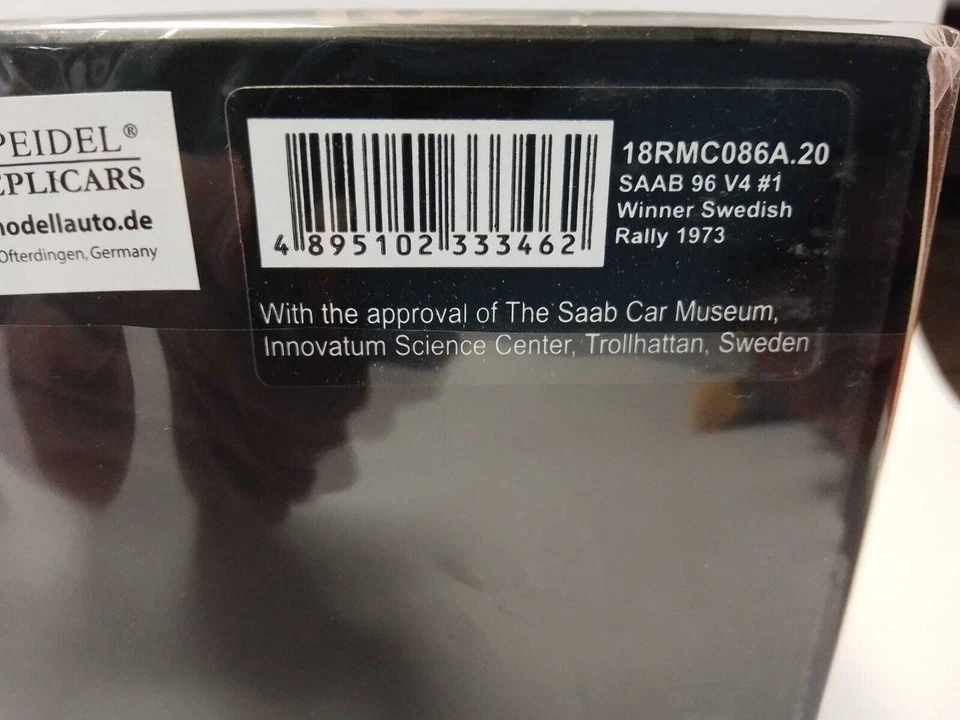 PEIDEL®
EPLICARS
nodellauto.de
Ofterdingen, Germany
4 895102 333462
18RMC086A.20
SAAB 96 V4 #1
Winner Swedish
Rally 1973
With the approval of The Saab Car Museum,
Innovatum Science Center, Trollhattan, Sweden